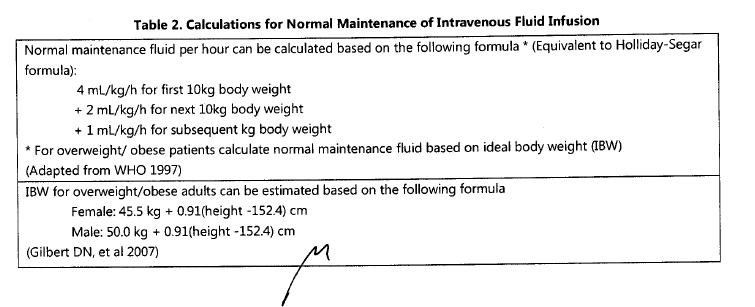 Table 2. Calculations for Normal Maintenance of Intravenous Fluid Infusion
Normal maintenance fluid per hour can be calculated based on the following formula * (Equivalent to Holliday-Segar
formula):
4 mL/kg/h for first 10kg body weight
+ 2 mL/kg/h for next 10kg body weight
+ 1 mL/kg/h for subsequent kg body weight
* For overweight/ obese patients calculate normal maintenance fluid based on ideal body weight (IBW)
(Adapted from WHO 1997)
IBW for overweight/obese adults can be estimated based on the following formula
Female: 45.5 kg + 0.91(height -152.4) cm
Male: 50.0 kg + 0.91(height -152.4) cm
(Gilbert DN, et al 2007)